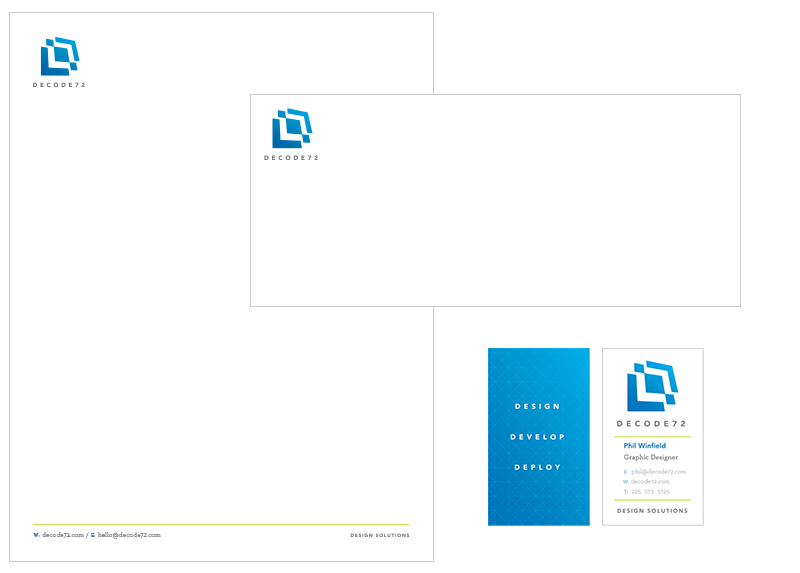 DECODE72
DECODE72
W: decode72.com / E: hello@decode72.com
DESIGN SOLUTIONS
DESIGN
DEVELOP
DEPLOY
DECODE72
Phil Winfield
Graphic Designer
E: phil@decode72.com
W: decode72.com
T: 225 573 5725
DESIGN SOLUTIONS